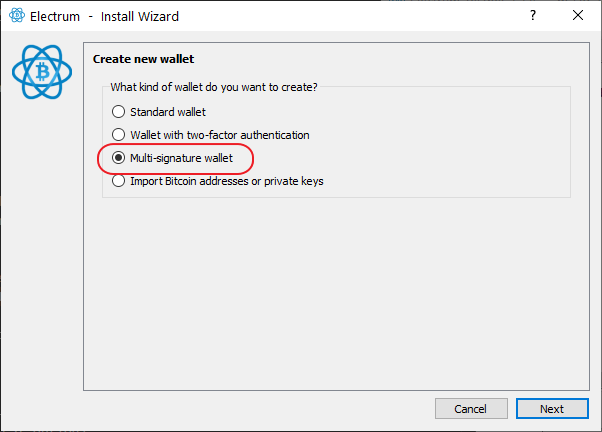 Electrum - Install Wizard
?
Create new wallet
What kind of wallet do you want to create?
Standard wallet
Wallet with two-factor authentication
Multi-signature wallet
Import Bitcoin addresses or private keys
Cancel
Next